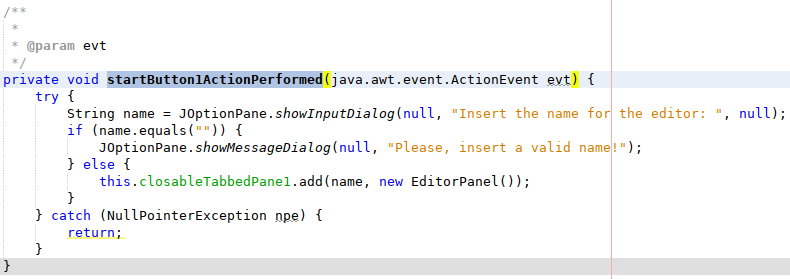 /**
 *
 * @param evt
 */
private void startButton1ActionPerformed(java.awt.event.ActionEvent evt) {
    try {
        String name = JOptionPane.showInputDialog(null, "Insert the name for the editor: ", null);
        if (name.equals("")) {
            JOptionPane.showMessageDialog(null, "Please, insert a valid name!");
        } else {
            this.closableTabbedPane1.add(name, new EditorPanel());
        }
    } catch (NullPointerException npe) {
        return;
    }
}